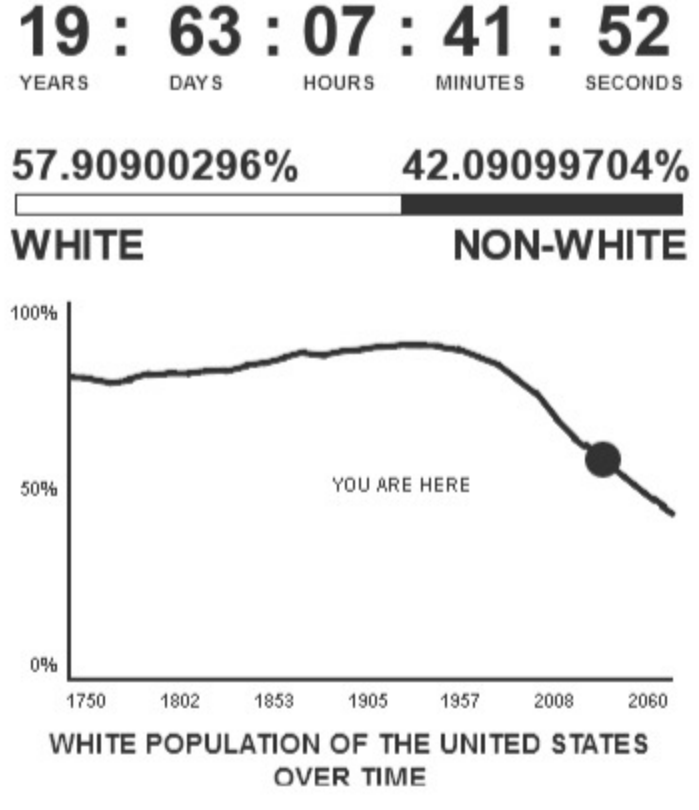 19 : 63 : 07 : 41 : 52
YEARS DAYS HOURS MINUTES SECONDS
57.90900296% 42.09099704%
WHITE NON-WHITE
100%
YOU ARE HERE
50%
0%
1750 1802 1853 1905 1957 2008 2060
WHITE POPULATION OF THE UNITED STATES
OVER TIME